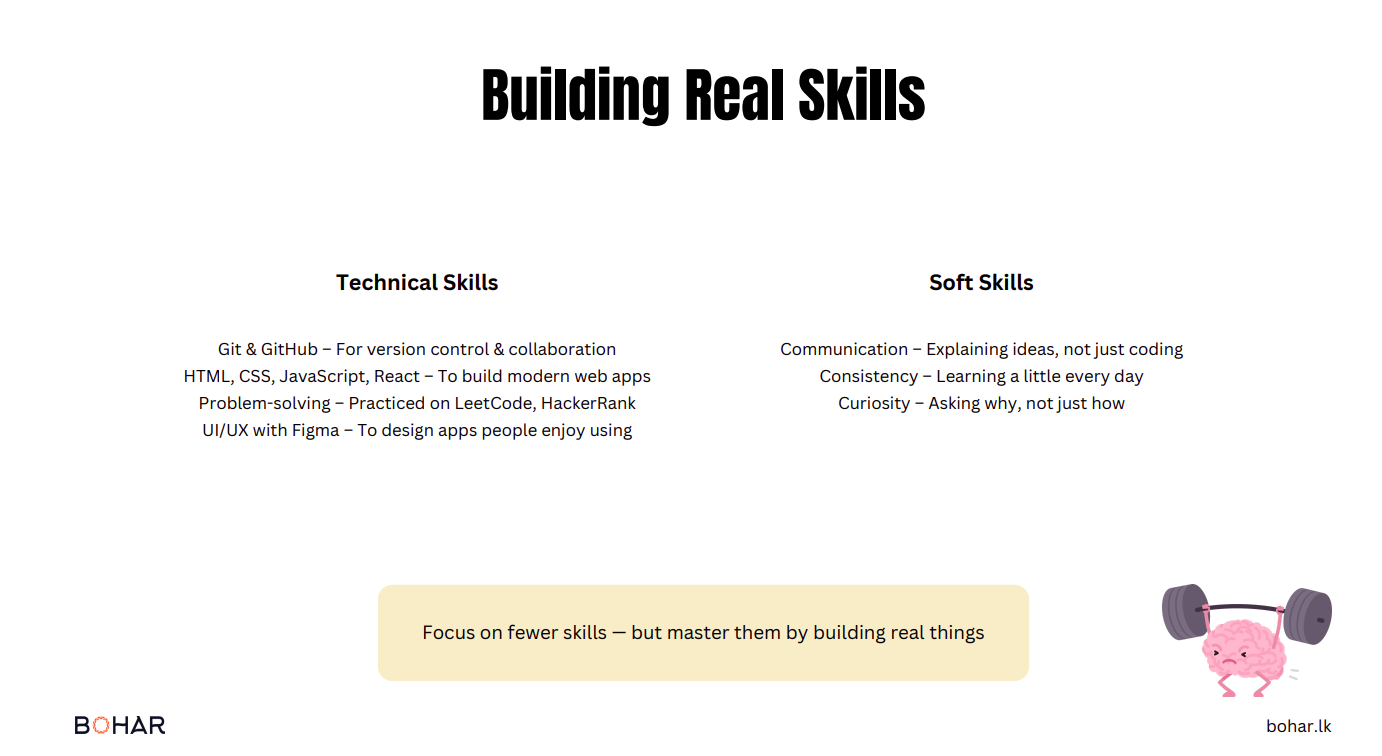 Building Real Skills
Technical Skills
Git & GitHub – For version control & collaboration
HTML, CSS, JavaScript, React – To build modern web apps
Problem-solving – Practiced on LeetCode, HackerRank
UI/UX with Figma – To design apps people enjoy using
Soft Skills
Communication – Explaining ideas, not just coding
Consistency – Learning a little every day
Curiosity – Asking why, not just how
Focus on fewer skills — but master them by building real things
BOHAR
bohar.lk